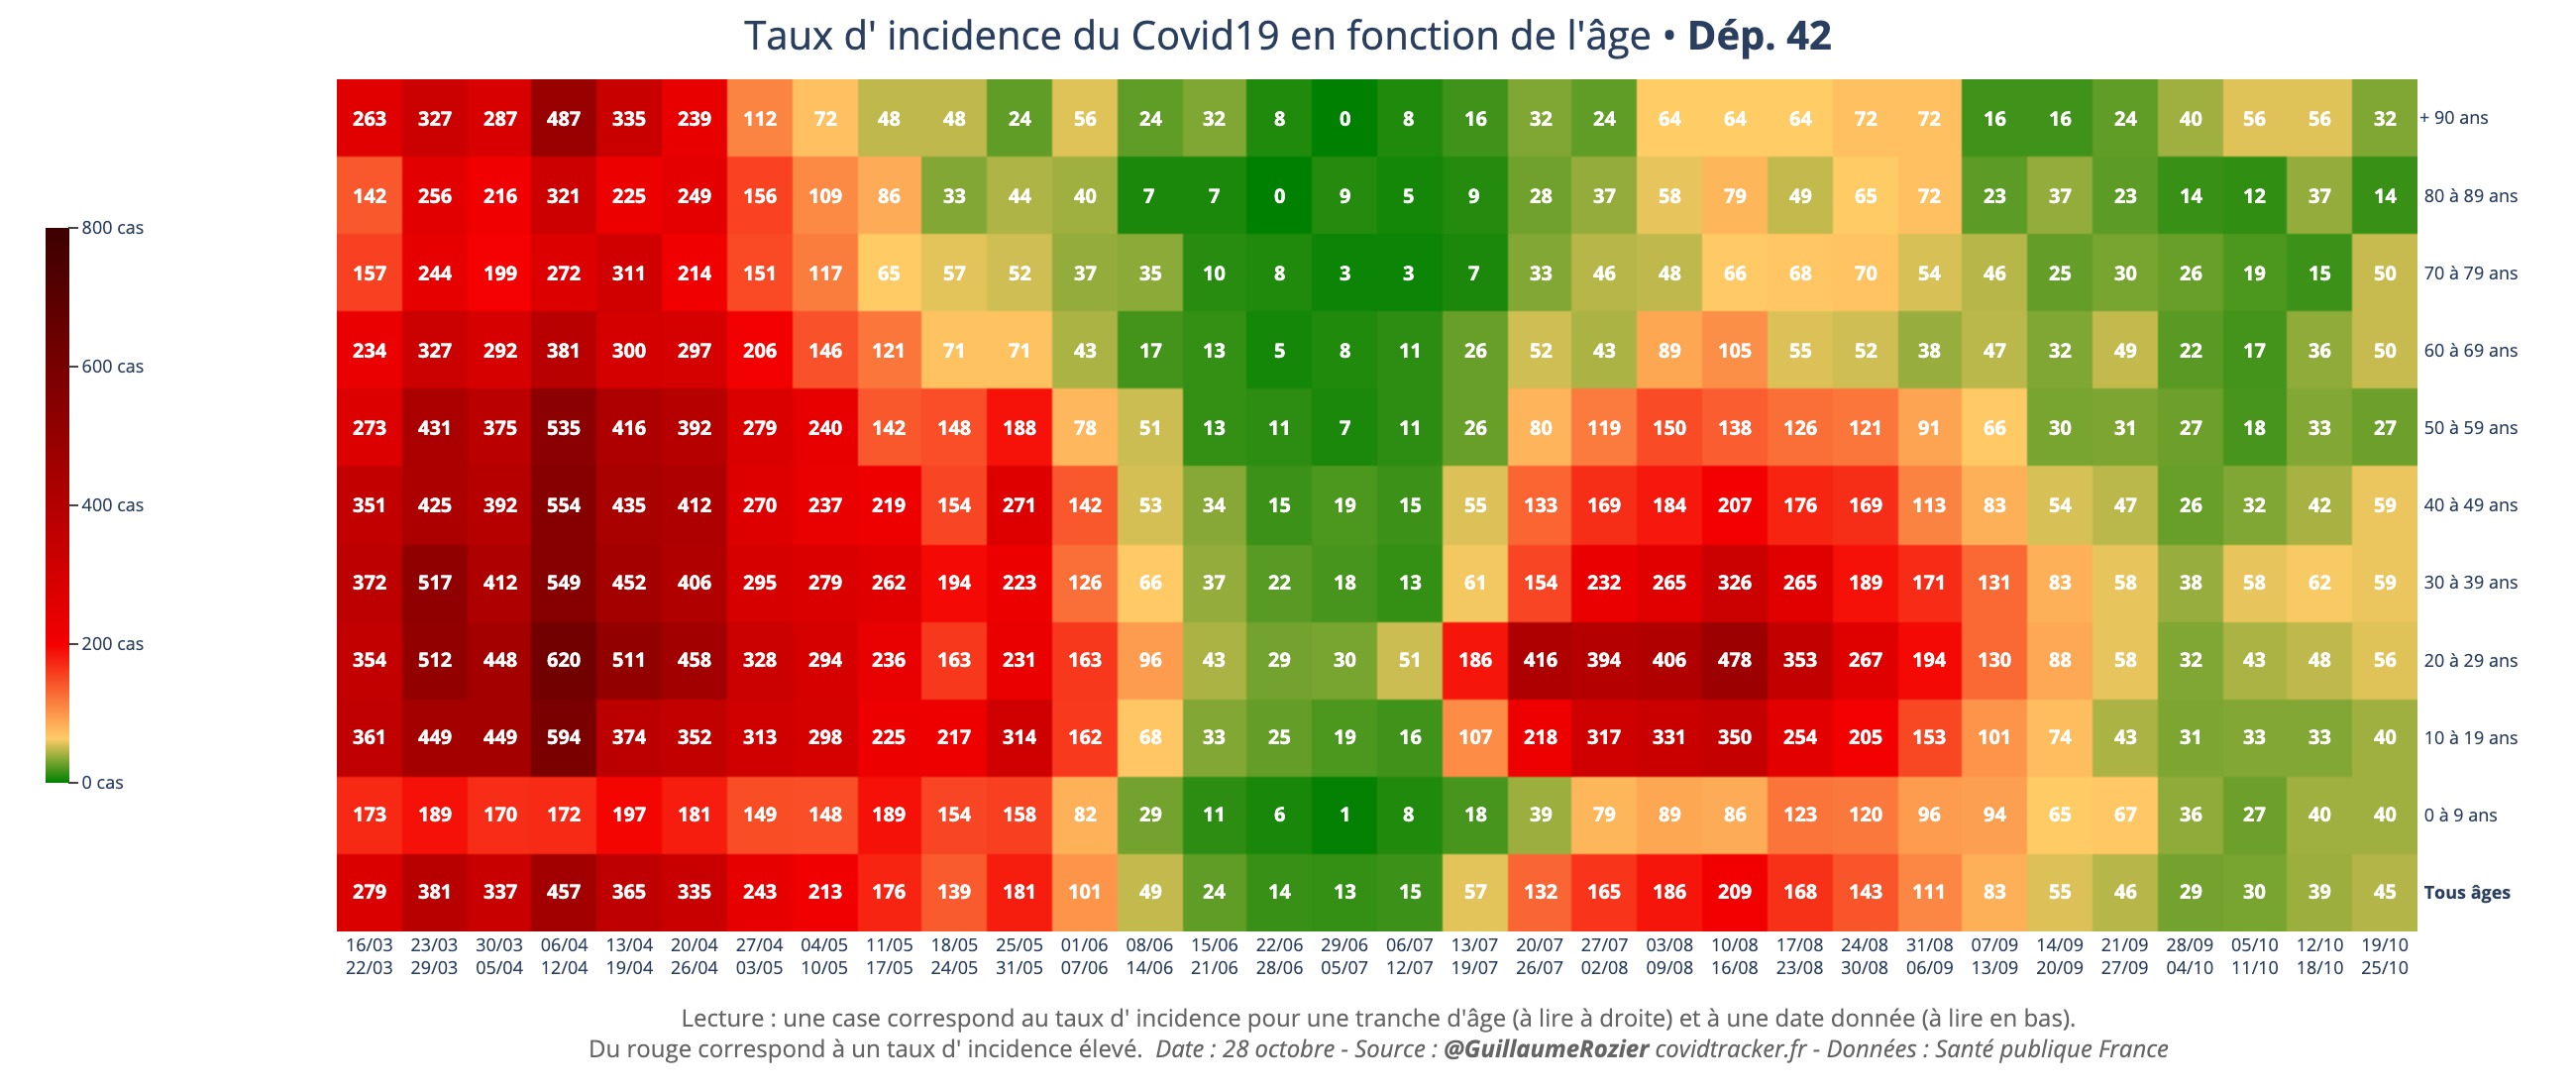 Taux d' incidence du Covid19 en fonction de l'âge • Dép. 42
800 cas
600 cas
400 cas
200 cas
0 cas
263 327 287 487 335 239 112 72 48 48 24 56 24 32 8 0 8 16 32 24 64 64 64 72 72 16 16 24 40 56 56 32 + 90 ans
142 256 216 321 225 249 156 109 86 33 44 40 7 7 0 9 5 9 28 37 58 79 49 65 72 23 37 23 14 12 37 14 80 à 89 ans
157 244 199 272 311 214 151 117 65 57 52 37 35 10 8 3 3 7 33 46 48 66 68 70 54 46 25 30 26 19 15 50 70 à 79 ans
234 327 292 381 300 297 206 146 121 71 71 43 17 13 5 8 11 26 52 43 89 105 55 52 38 47 32 49 22 17 36 50 60 à 69 ans
273 431 375 535 416 392 279 240 142 148 188 78 51 13 11 7 11 26 80 119 150 138 126 121 91 66 30 31 27 18 33 27 50 à 59 ans
351 425 392 554 435 412 270 237 219 154 271 142 53 34 15 19 15 55 133 169 184 207 176 169 113 83 54 47 26 32 42 59 40 à 49 ans
372 517 412 549 452 406 295 279 262 194 223 126 66 37 22 18 13 61 154 232 265 326 265 189 171 131 83 58 38 58 62 59 30 à 39 ans
354 512 448 620 511 458 328 294 236 163 231 163 96 43 29 30 51 186 416 394 406 478 353 267 194 130 88 58 32 43 48 56 20 à 29 ans
361 449 449 594 374 352 313 298 225 217 314 162 68 33 25 19 16 107 218 317 331 350 254 205 153 101 74 43 31 33 33 40 10 à 19 ans
173 189 170 172 197 181 149 148 189 154 158 82 29 11 6 1 8 18 39 79 89 86 123 120 96 94 65 67 36 27 40 40 0 à 9 ans
279 381 337 457 365 335 243 213 176 139 181 101 49 24 14 13 15 57 132 165 186 209 168 143 111 83 55 46 29 30 39 45 Tous âges
16/03 23/03 30/03 06/04 13/04 20/04 27/04 04/05 11/05 18/05 25/05 01/06 08/06 15/06 22/06 29/06 06/07 13/07 20/07 27/07 03/08 10/08 17/08 24/08 31/08 07/09 14/09 21/09 28/09 05/10 12/10 19/10
22/03 29/03 05/04 12/04 19/04 26/04 03/05 10/05 17/05 24/05 31/05 07/06 14/06 21/06 28/06 05/07 12/07 19/07 26/07 02/08 09/08 16/08 23/08 30/08 06/09 13/09 20/09 27/09 04/10 11/10 18/10 25/10
Lecture : une case correspond au taux d' incidence pour une tranche d'âge (à lire à droite) et à une date donnée (à lire en bas).
Du rouge correspond à un taux d' incidence élevé. Date : 28 octobre - Source : @GuillaumeRozier covidtracker.fr - Données : Santé publique France